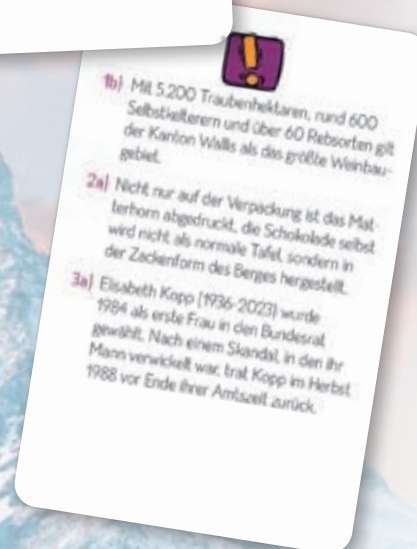 1b) Mit 5.200 Traubenhektaren, rund 600
Selbstkelterern und über 60 Rebsorten gilt
der Kanton Wallis als das größte Weinbau-
gebiet.
2a) Nicht nur auf der Verpackung ist das Mat
terhorn abgedruckt, die Schokolade selbst
wird nicht als normale Tafel, sondern in
der Zackenform des Berges hergestellt.
3a) Elisabeth Kopp (1936-2023) wurde
1984 als erste Frau in den Bundesrat
gewählt. Nach einem Skandal, in den ihr
Mann verwickelt war, trat Kopp im Herbst
1988 vor Ende ihrer Amtszeit zurück.